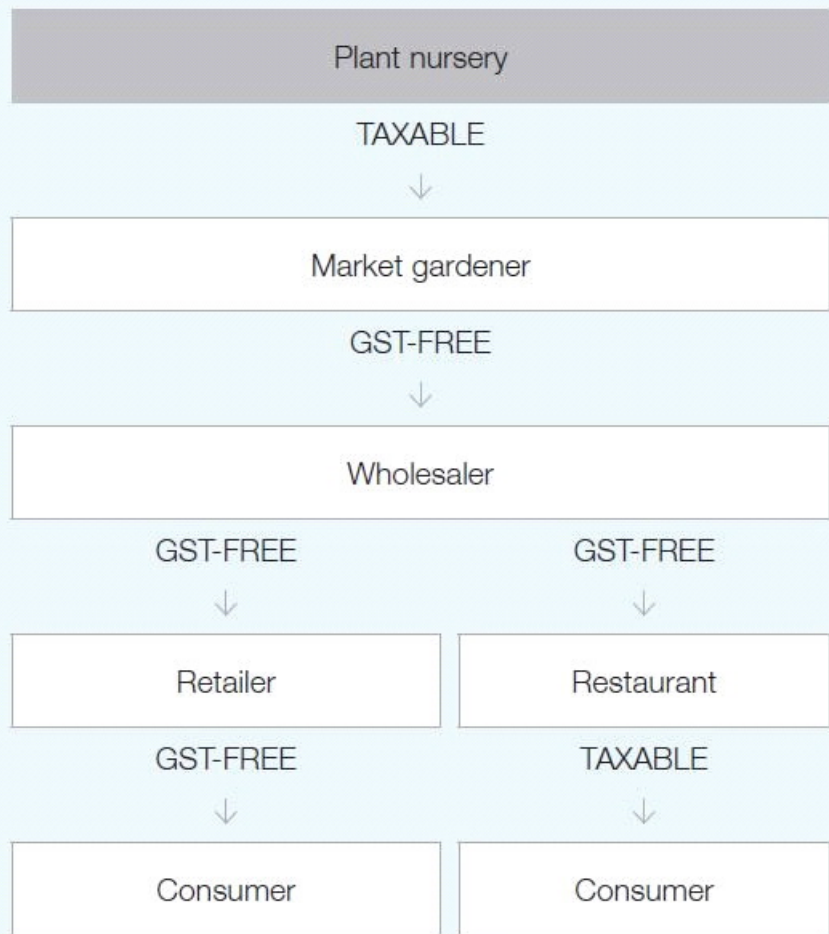 Plant nursery
TAXABLE
Market gardener
GST-FREE
Wholesaler
GST-FREE GST-FREE
Retailer Restaurant
GST-FREE TAXABLE
Consumer Consumer